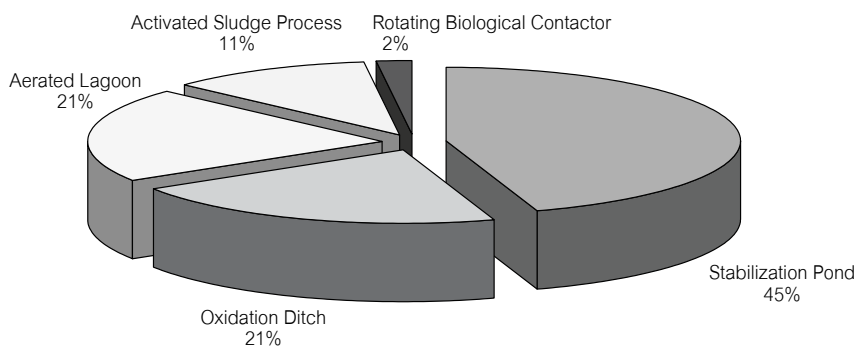 Activated Sludge Process
11%
Rotating Biological Contactor
2%
Aerated Lagoon
21%
Stabilization Pond
45%
Oxidation Ditch
21%